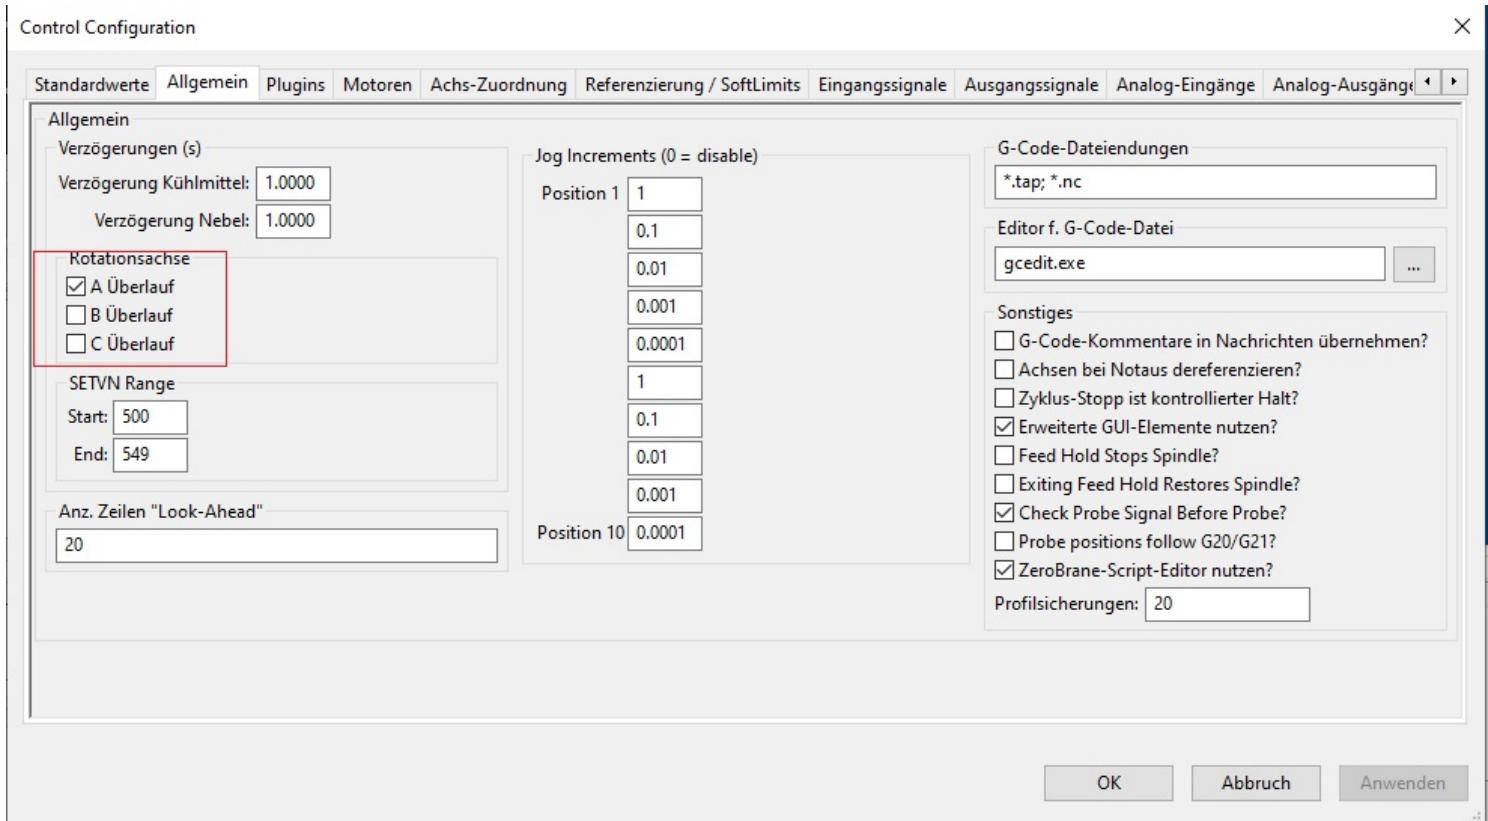 Control Configuration
Standardwerte Allgemein Plugins Motoren Achs-Zuordnung Referenzierung / SoftLimits Eingangssignale Ausgangssignale Analog-Eingänge Analog-Ausgänge
Allgemein
Verzögerungen (s)
Verzögerung Kühlmittel: 1.0000
Verzögerung Nebel: 1.0000
Rotationsachse
A Überlauf
B Überlauf
C Überlauf
SETVN Range
Start: 500
End: 549
Anz. Zeilen "Look-Ahead"
20
Jog Increments (0 = disable)
Position 1 1
0.1
0.01
0.001
0.0001
1
0.1
0.01
0.001
Position 10 0.0001
G-Code-Dateiendungen
*.tap; *.nc
Editor f. G-Code-Datei
gcedit.exe ...
Sonstiges
G-Code-Kommentare in Nachrichten übernehmen?
Achsen bei Notaus dereferenzieren?
Zyklus-Stopp ist kontrollierter Halt?
Erweiterte GUI-Elemente nutzen?
Feed Hold Stops Spindle?
Exiting Feed Hold Restores Spindle?
Check Probe Signal Before Probe?
Probe positions follow G20/G21?
ZeroBrane-Script-Editor nutzen?
Profilsicherungen: 20
OK Abbruch Anwenden